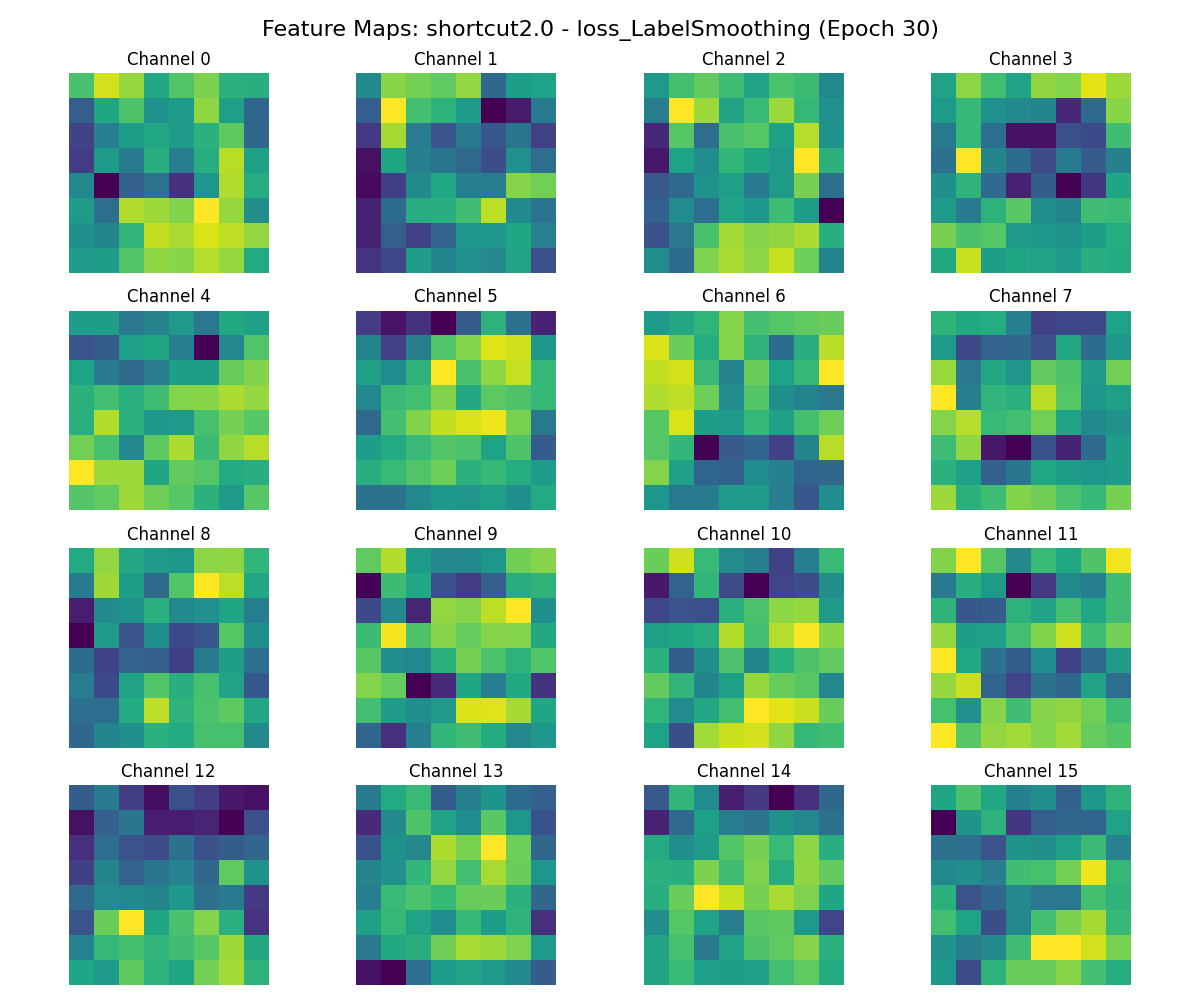 Feature Maps: shortcut2.0 - loss_LabelSmoothing (Epoch 30)
Channel 0 Channel 1 Channel 2 Channel 3
Channel 4 Channel 5 Channel 6 Channel 7
Channel 8 Channel 9 Channel 10 Channel 11
Channel 12 Channel 13 Channel 14 Channel 15